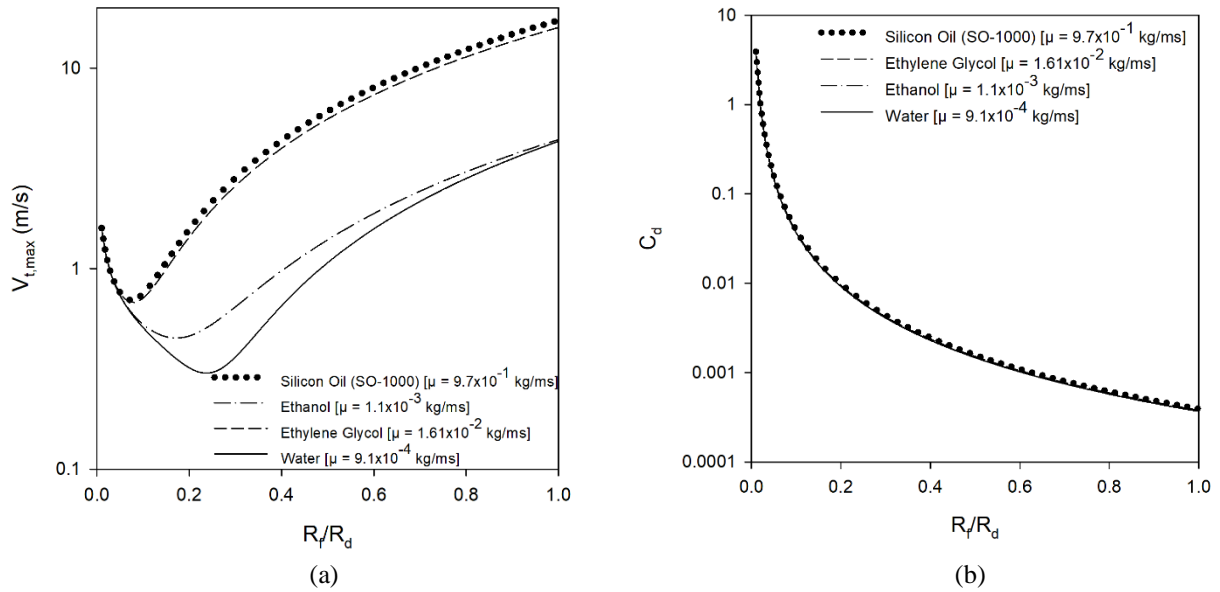 10
1
0.1
V_t,max (m/s)
Silicon Oil (SO-1000) [μ = 9.7x10^-1 kg/ms]
Ethanol [μ = 1.1x10^-3 kg/ms]
Ethylene Glycol [μ = 1.61x10^-2 kg/ms]
Water [μ = 9.1x10^-4 kg/ms]
0.0 0.2 0.4 0.6 0.8 1.0
R_f/R_d
(a)
10
1
0.1
0.01
0.001
0.0001
C_d
Silicon Oil (SO-1000) [μ = 9.7x10^-1 kg/ms]
Ethylene Glycol [μ = 1.61x10^-2 kg/ms]
Ethanol [μ = 1.1x10^-3 kg/ms]
Water [μ = 9.1x10^-4 kg/ms]
0.0 0.2 0.4 0.6 0.8 1.0
R_f/R_d
(b)